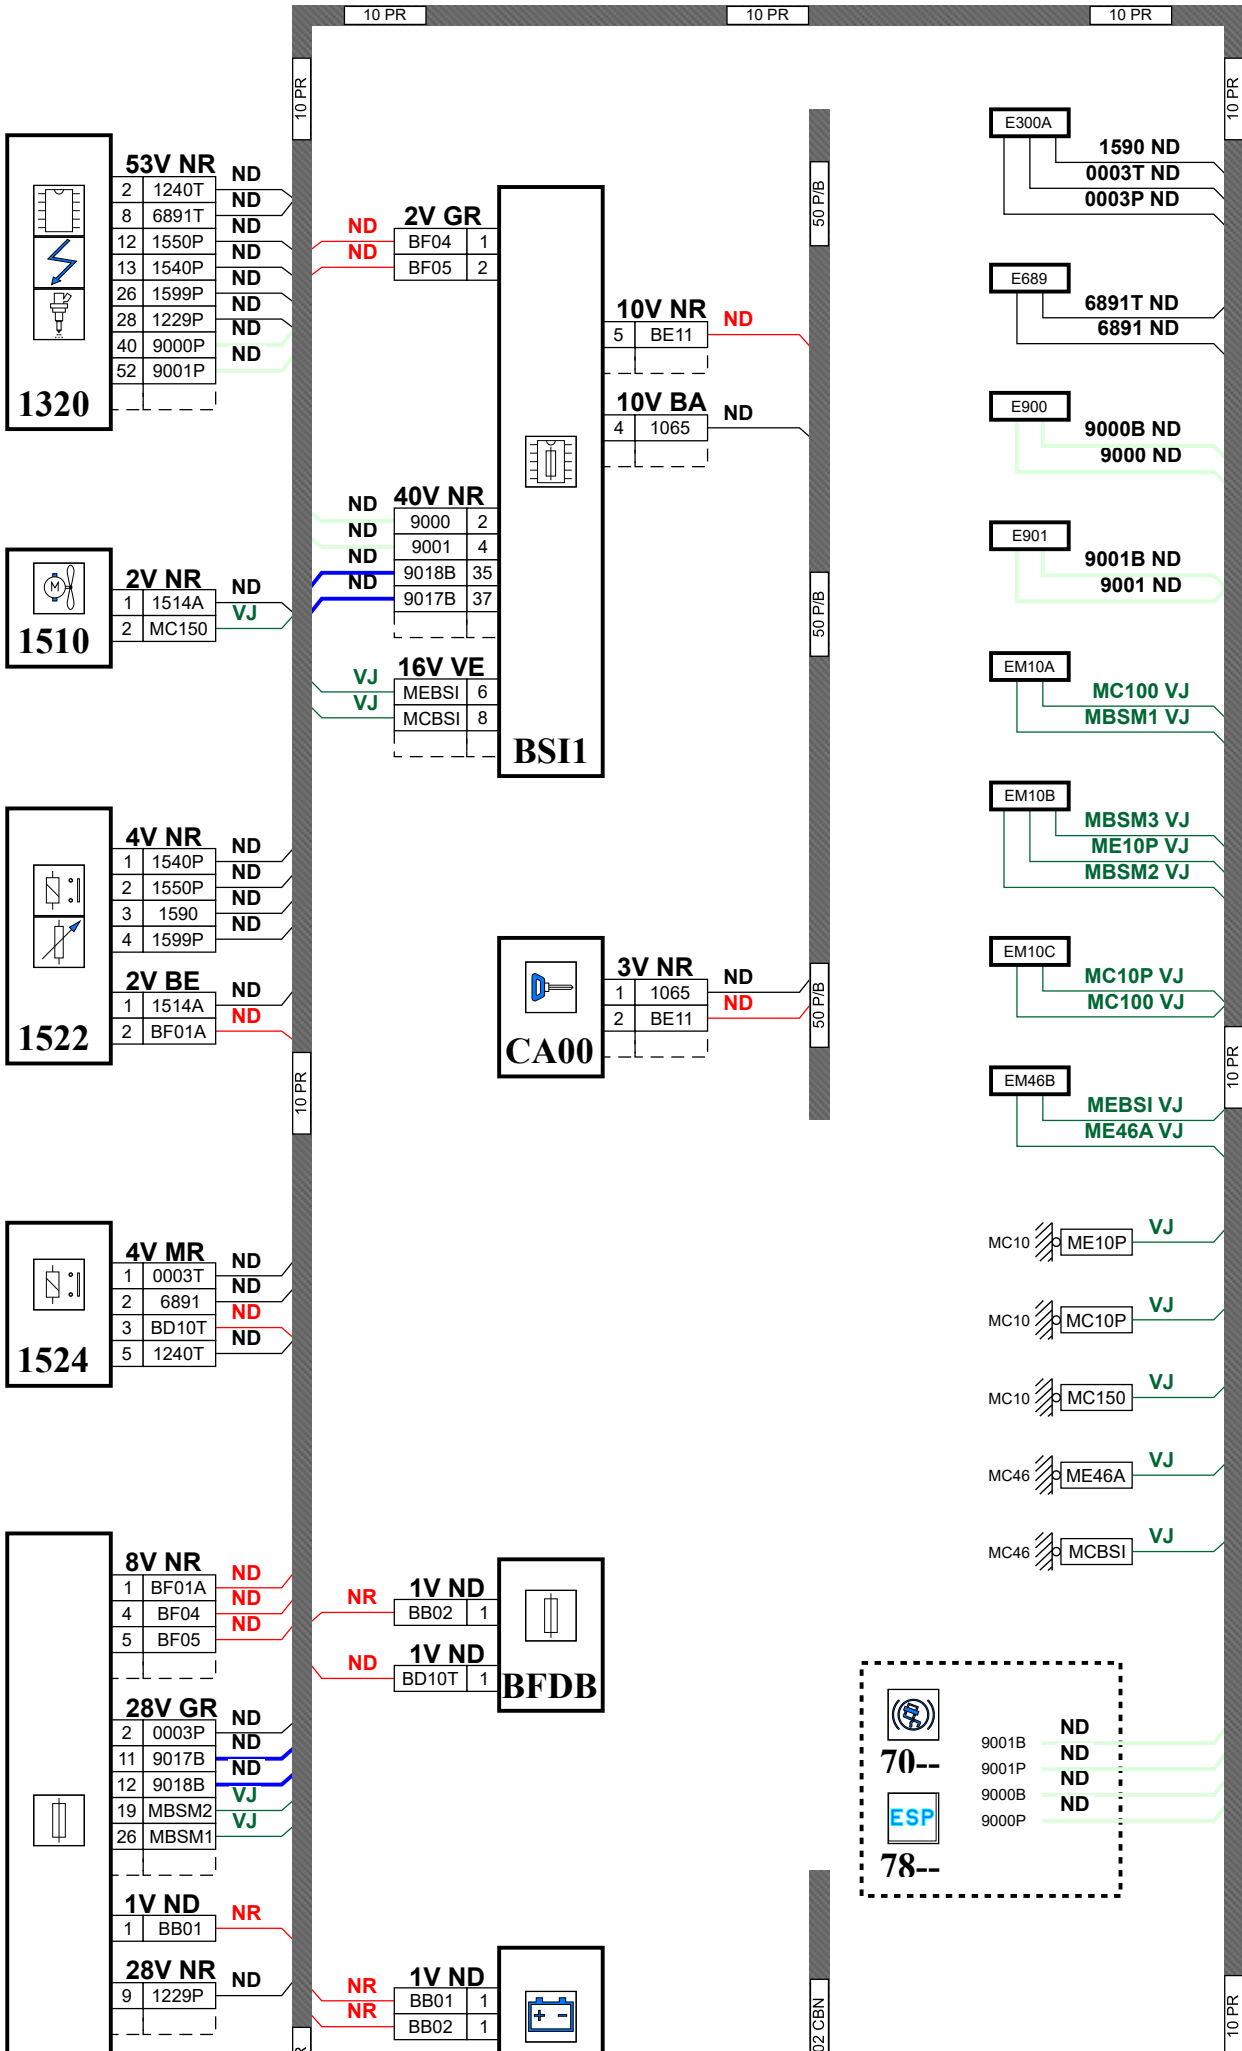 10 PR
10 PR
10 PR
10 PR
10 PR
53V NR
2 1240T ND
8 6891T ND
12 1550P ND
13 1540P ND
26 1599P ND
28 1229P ND
40 9000P ND
52 9001P ND
1320
2V NR
1 1514A ND
2 MC150 VJ
1510
4V NR
1 1540P ND
2 1550P ND
3 1590 ND
4 1599P ND
2V BE
1 1514A ND
2 BF01A ND
1522
10 PR
4V MR
1 0003T ND
2 6891 ND
3 BD10T ND
5 1240T ND
1524
8V NR
1 BF01A ND
4 BF04 ND
5 BF05 ND
28V GR
2 0003P ND
11 9017B ND
12 9018B ND
19 MBSM2 VJ
26 MBSM1 VJ
1V ND
1 BB01 NR
28V NR
9 1229P ND
R
2V GR
ND BF04 1
ND BF05 2
10V NR
5 BE11 ND
10V BA
4 1065 ND
40V NR
ND 9000 2
ND 9001 4
ND 9018B 35
ND 9017B 37
16V VE
VJ MEBSI 6
VJ MCBSI 8
BSI1
3V NR
1 1065 ND
2 BE11 ND
CA00
50 P/B
50 P/B
50 P/B
1V ND
NR BB02 1
1V ND
ND BD10T 1
BFDB
1V ND
NR BB01 1
NR BB02 1
+ -
02 CBN
E300A
1590 ND
0003T ND
0003P ND
E689
6891T ND
6891 ND
E900
9000B ND
9000 ND
E901
9001B ND
9001 ND
EM10A
MC100 VJ
MBSM1 VJ
EM10B
MBSM3 VJ
ME10P VJ
MBSM2 VJ
EM10C
MC10P VJ
MC100 VJ
EM46B
MEBSI VJ
ME46A VJ
10 PR
MC10 ME10P VJ
MC10 MC10P VJ
MC10 MC150 VJ
MC46 ME46A VJ
MC46 MCBSI VJ
70--
ESP
78--
9001B ND
9001P ND
9000B ND
9000P ND
10 PR
M